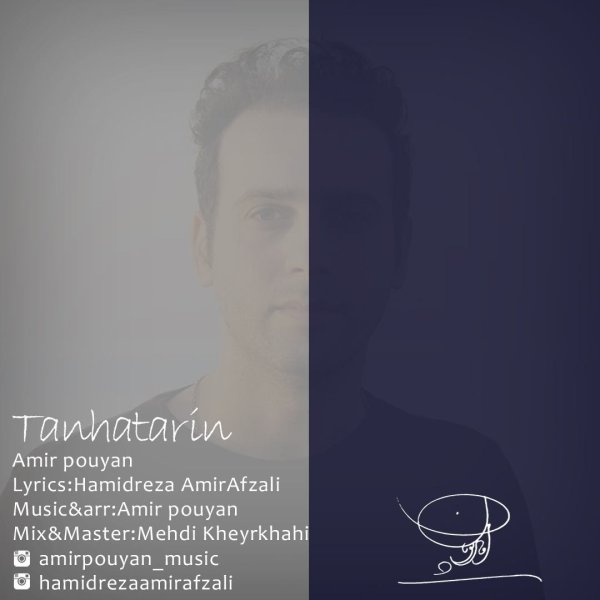 Tanhatarin
Amir pouyan
Lyrics:Hamidreza AmirAfzali
Music&arr:Amir pouyan
Mix&Master:Mehdi Kheyrkhahi
amirpouyan_music
hamidrezaamirafzali